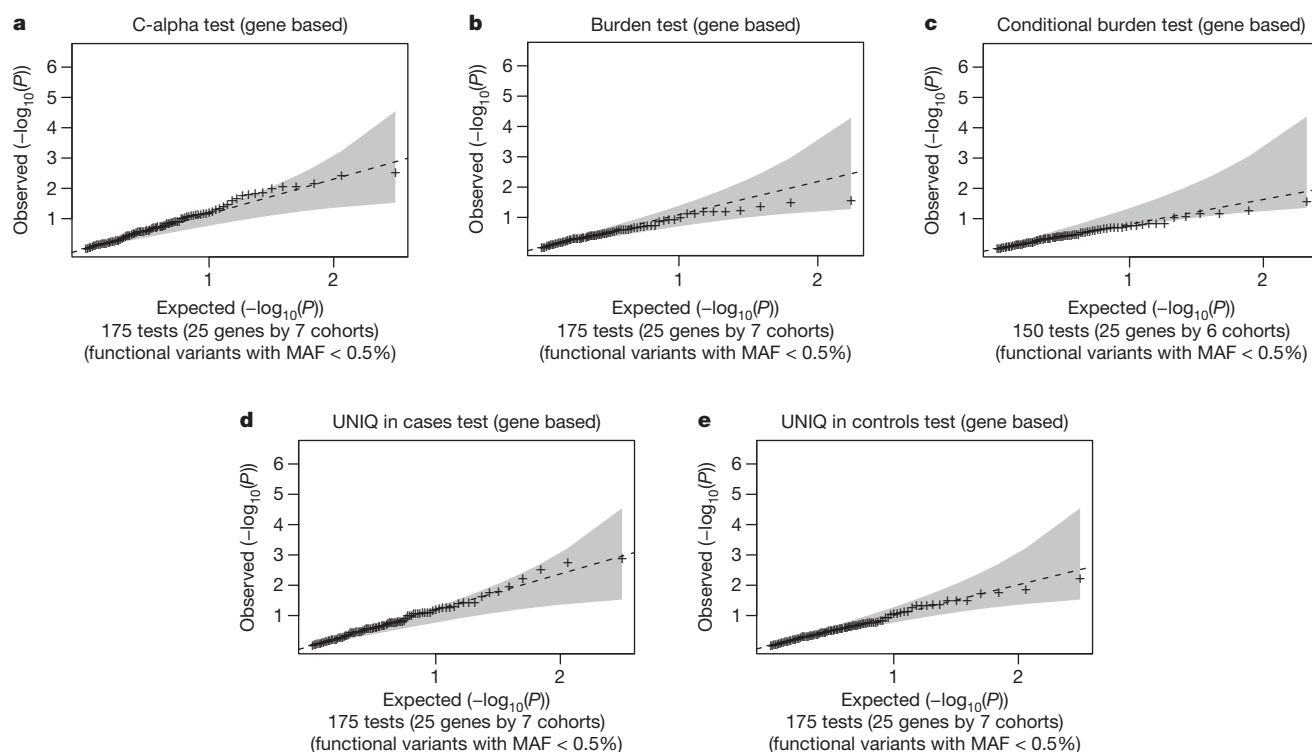 a C-alpha test (gene based)
Observed (−log10(P))
6
5
4
3
2
1
1 2
Expected (−log10(P))
175 tests (25 genes by 7 cohorts)
(functional variants with MAF < 0.5%)
b Burden test (gene based)
Observed (−log10(P))
6
5
4
3
2
1
1 2
Expected (−log10(P))
175 tests (25 genes by 7 cohorts)
(functional variants with MAF < 0.5%)
c Conditional burden test (gene based)
Observed (−log10(P))
6
5
4
3
2
1
1 2
Expected (−log10(P))
150 tests (25 genes by 6 cohorts)
(functional variants with MAF < 0.5%)
d UNIQ in cases test (gene based)
Observed (−log10(P))
6
5
4
3
2
1
1 2
Expected (−log10(P))
175 tests (25 genes by 7 cohorts)
(functional variants with MAF < 0.5%)
e UNIQ in controls test (gene based)
Observed (−log10(P))
6
5
4
3
2
1
1 2
Expected (−log10(P))
175 tests (25 genes by 7 cohorts)
(functional variants with MAF < 0.5%)